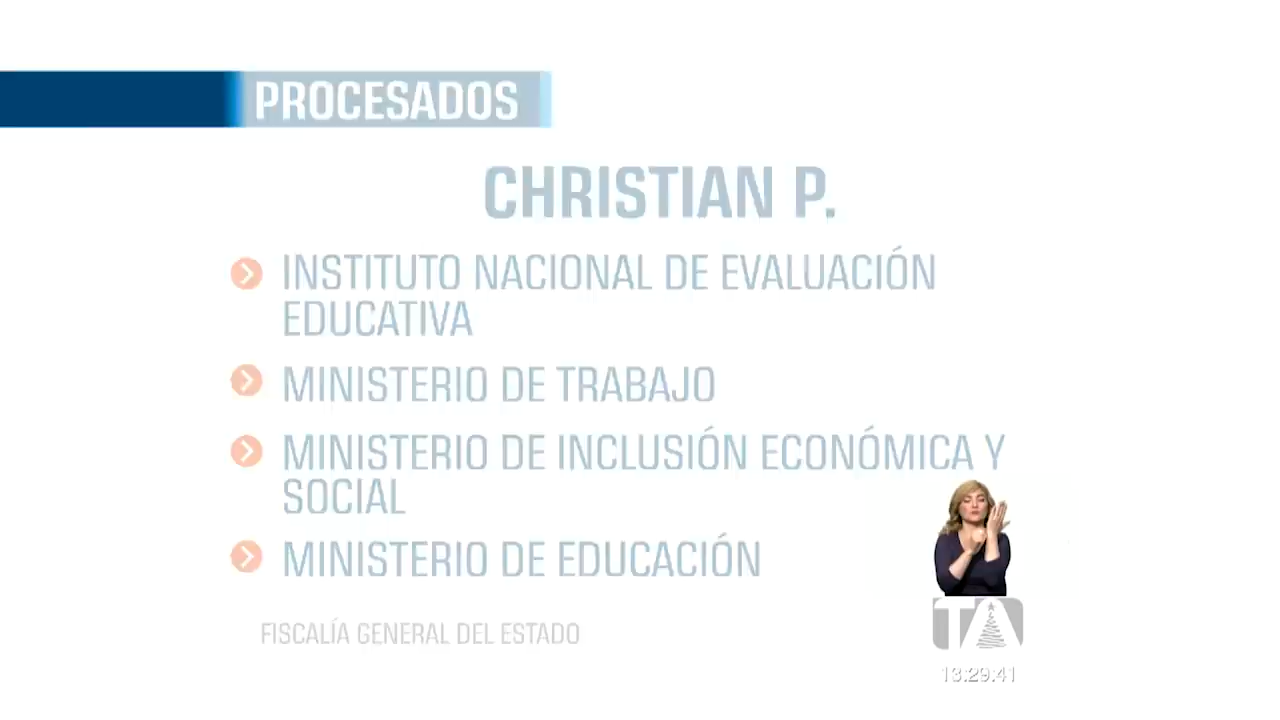 PROCESADOS
CHRISTIAN P.
INSTITUTO NACIONAL DE EVALUACIÓN
EDUCATIVA
MINISTERIO DE TRABAJO
MINISTERIO DE INCLUSIÓN ECONÓMICA Y
SOCIAL
MINISTERIO DE EDUCACIÓN
FISCALÍA GENERAL DEL ESTADO
TA
13:29:41